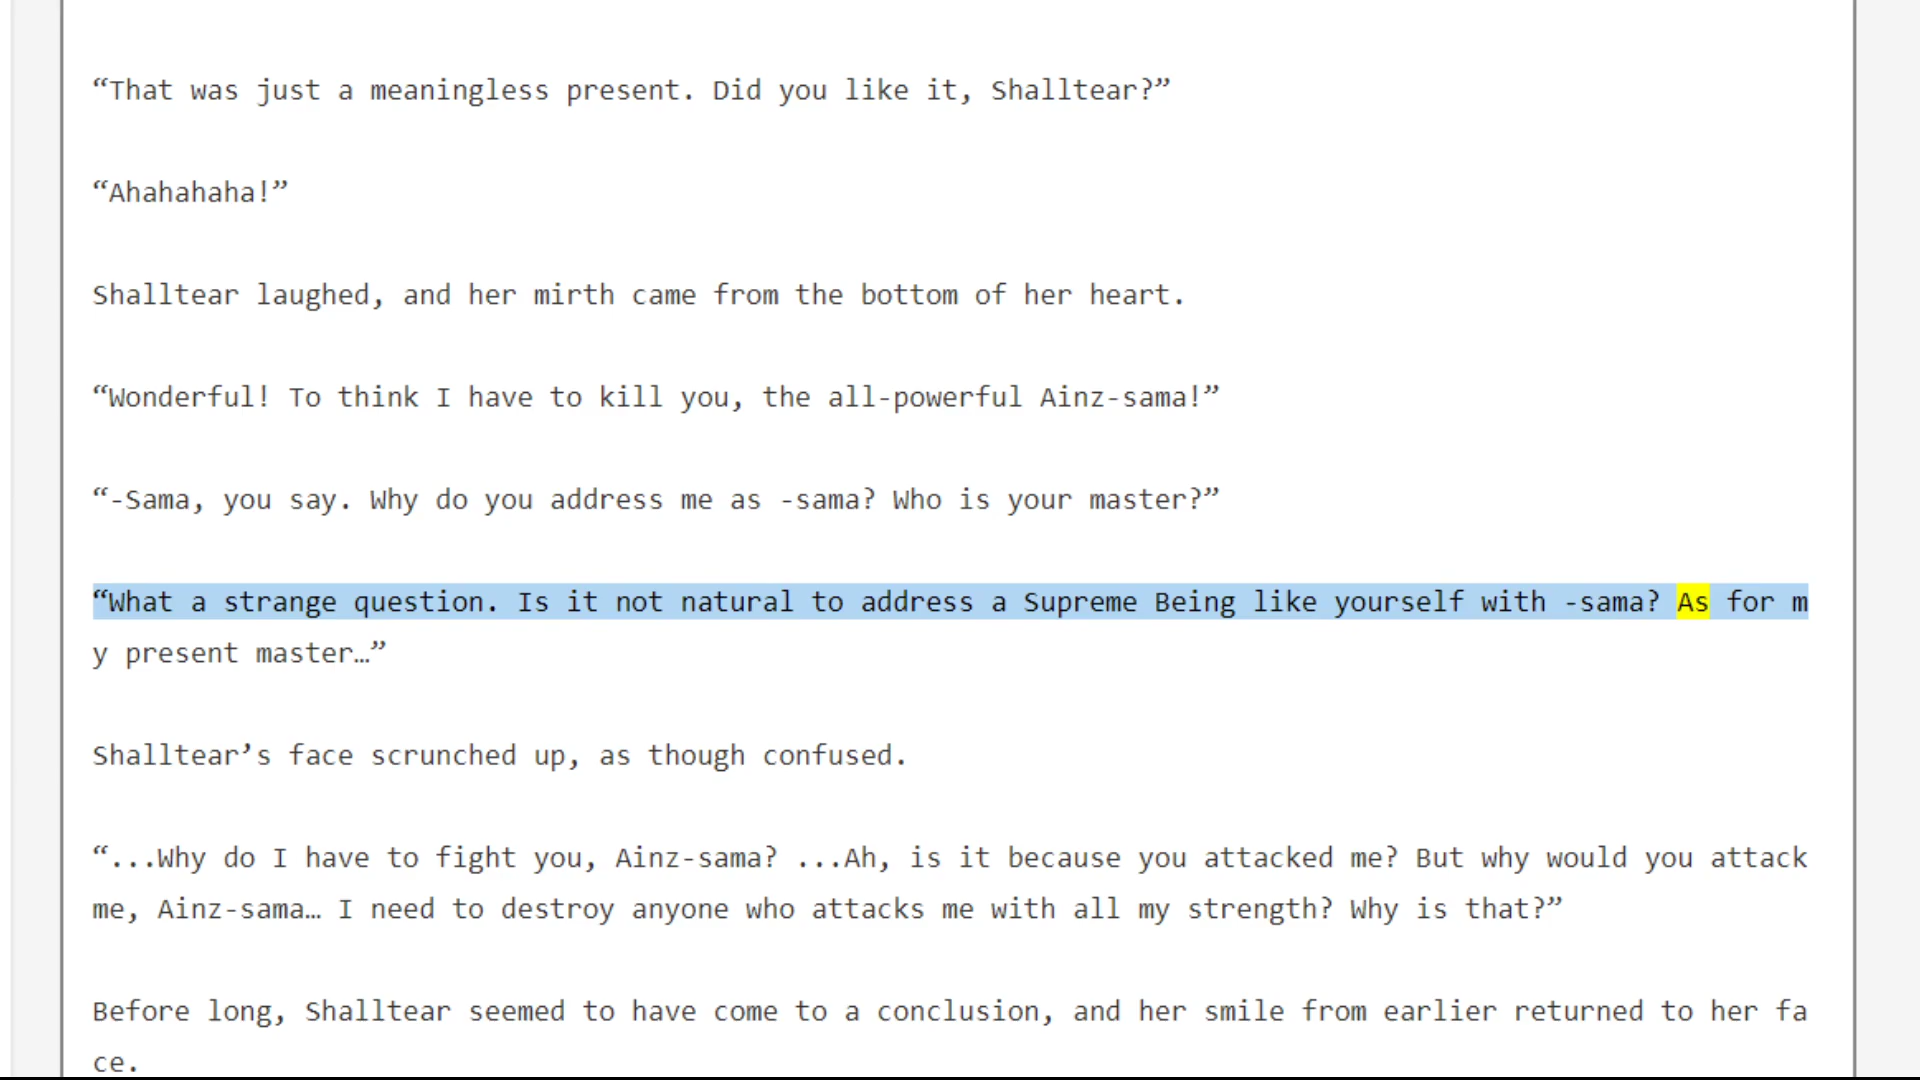 “That was just a meaningless present. Did you like it, Shalltear?”
“Ahahahaha!”
Shalltear laughed, and her mirth came from the bottom of her heart.
“Wonderful! To think I have to kill you, the all-powerful Ainz-sama!”
“-Sama, you say. Why do you address me as -sama? Who is your master?”
“What a strange question. Is it not natural to address a Supreme Being like yourself with -sama? As for m
y present master…”
Shalltear’s face scrunched up, as though confused.
“...Why do I have to fight you, Ainz-sama? ...Ah, is it because you attacked me? But why would you attack
me, Ainz-sama… I need to destroy anyone who attacks me with all my strength? Why is that?”
Before long, Shalltear seemed to have come to a conclusion, and her smile from earlier returned to her fa
ce.